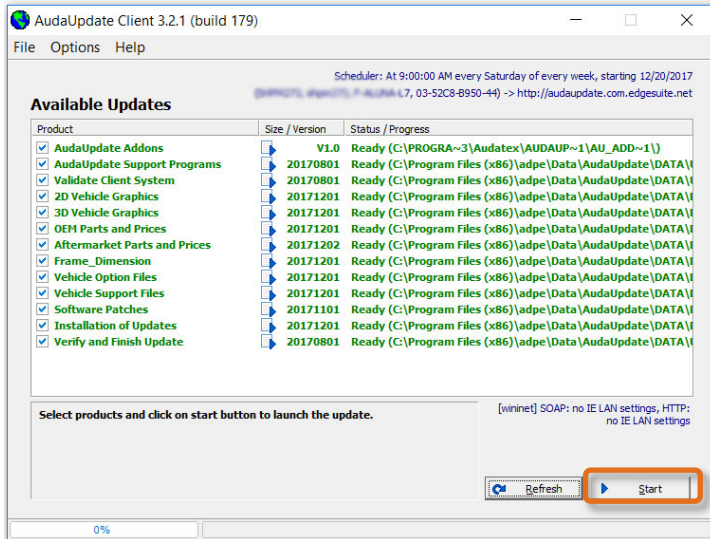 AudaUpdate Client 3.2.1 (build 179)
File Options Help
Scheduler: At 9:00:00 AM every Saturday of every week, starting 12/20/2017
L7, 03-52C8-B950-44) -> http://audaupdate.com.edgesuite.net
Available Updates
Product Size / Version Status / Progress
AudaUpdate Addons V1.0 Ready (C:\PROGRA~3\Audatex\AUDAUP~1\AU_ADD~1\)
AudaUpdate Support Programs 20170801 Ready (C:\Program Files (x86)\adpe\Data\AudaUpdate\DATA\
Validate Client System 20170801 Ready (C:\Program Files (x86)\adpe\Data\AudaUpdate\DATA\
2D Vehicle Graphics 20171201 Ready (C:\Program Files (x86)\adpe\Data\AudaUpdate\DATA\
3D Vehicle Graphics 20171201 Ready (C:\Program Files (x86)\adpe\Data\AudaUpdate\DATA\
OEM Parts and Prices 20171201 Ready (C:\Program Files (x86)\adpe\Data\AudaUpdate\DATA\
Aftermarket Parts and Prices 20171202 Ready (C:\Program Files (x86)\adpe\Data\AudaUpdate\DATA\
Frame_Dimension 20171201 Ready (C:\Program Files (x86)\adpe\Data\AudaUpdate\DATA\
Vehicle Option Files 20171201 Ready (C:\Program Files (x86)\adpe\Data\AudaUpdate\DATA\
Vehicle Support Files 20171201 Ready (C:\Program Files (x86)\adpe\Data\AudaUpdate\DATA\
Software Patches 20171101 Ready (C:\Program Files (x86)\adpe\Data\AudaUpdate\DATA\
Installation of Updates 20171201 Ready (C:\Program Files (x86)\adpe\Data\AudaUpdate\DATA\
Verify and Finish Update 20170801 Ready (C:\Program Files (x86)\adpe\Data\AudaUpdate\DATA\
Select products and click on start button to launch the update.
[wininet] SOAP: no IE LAN settings, HTTP:
no IE LAN settings
Refresh Start
0%